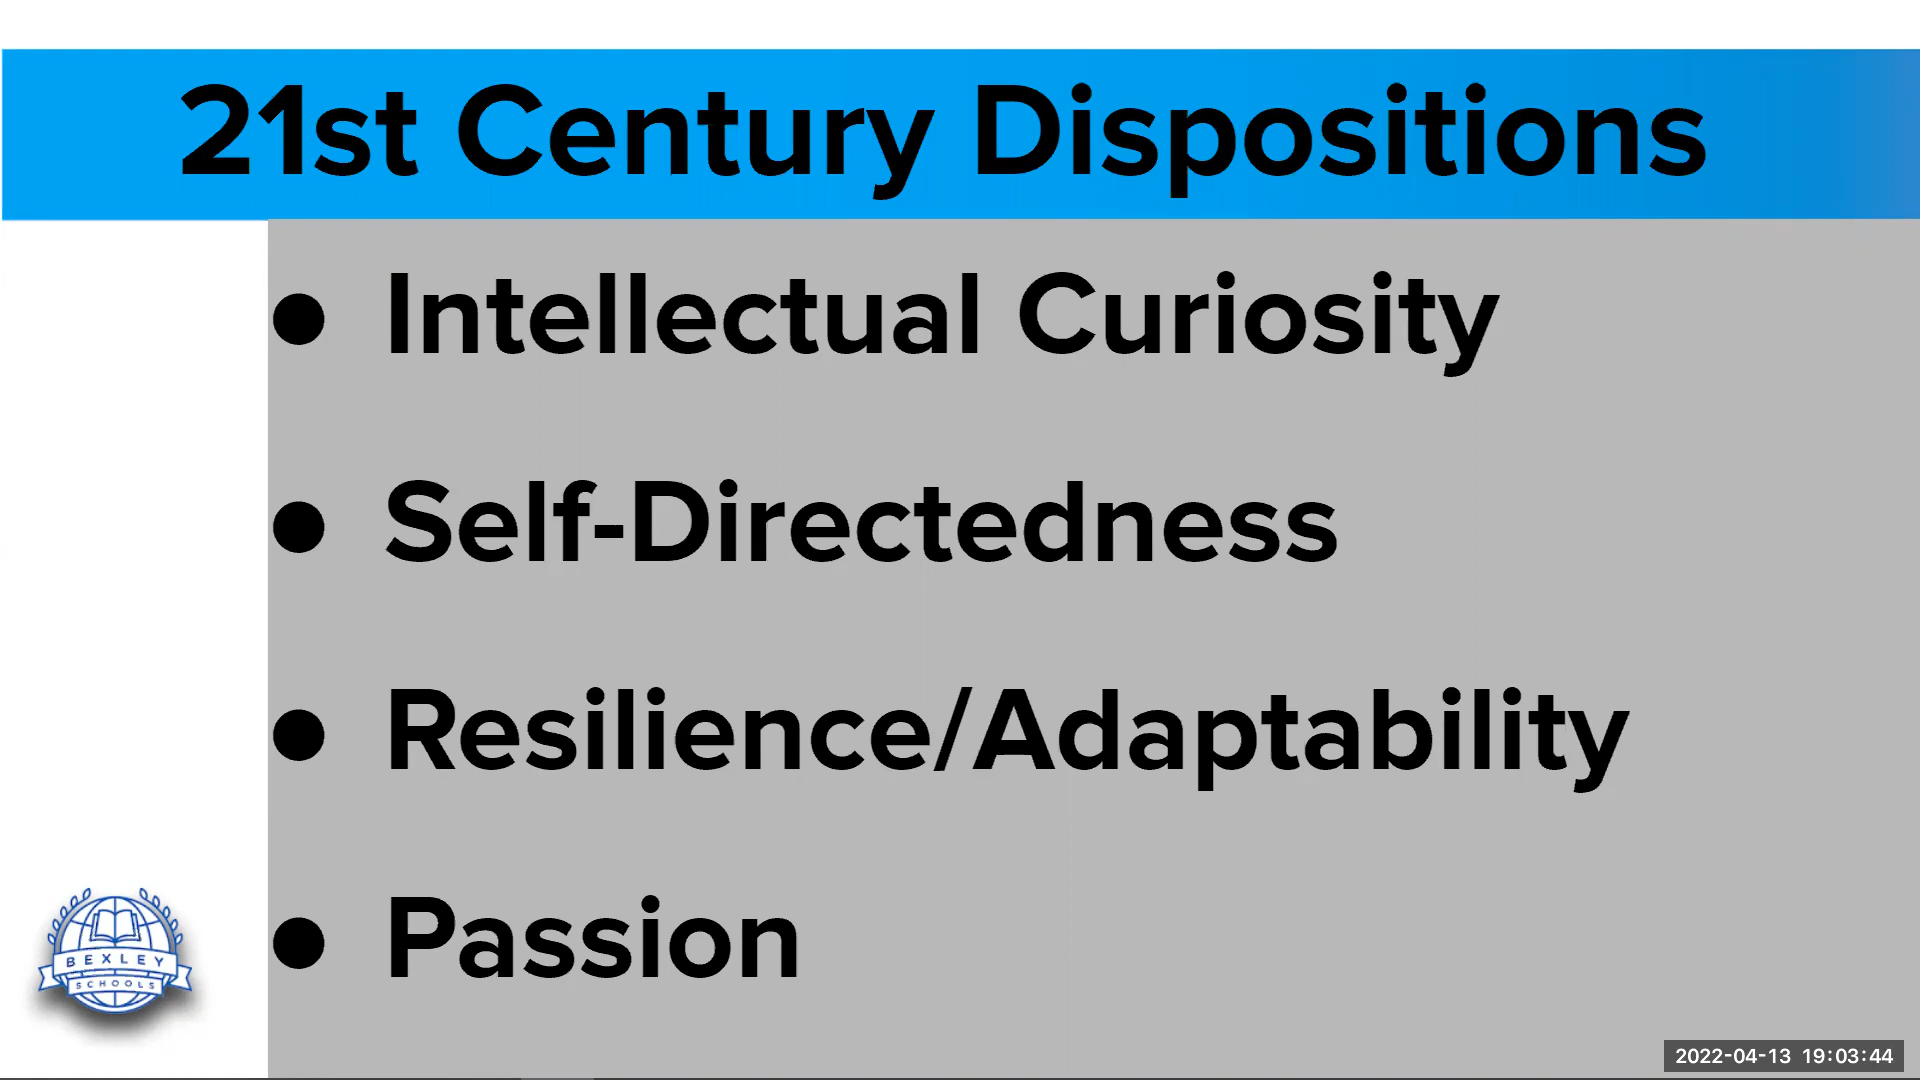 21st Century Dispositions
● Intellectual Curiosity
● Self-Directedness
● Resilience/Adaptability
● Passion
BEXLEY
SCHOOLS
2022-04-13 19:03:44